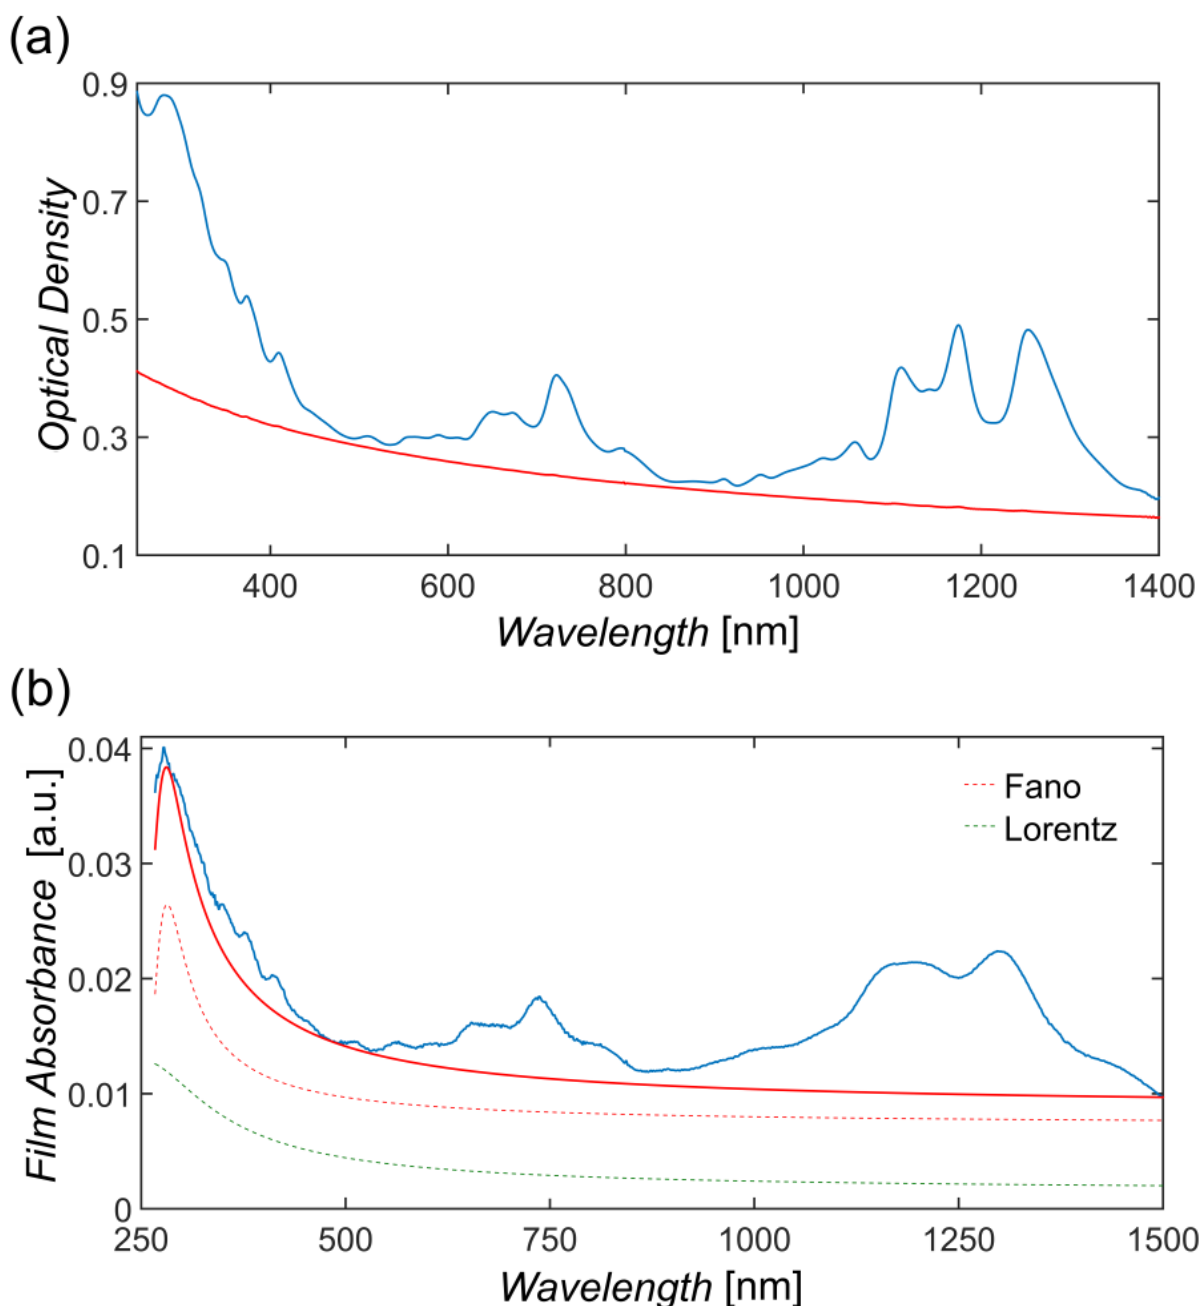 (a)
0.9
0.7
0.5
0.3
0.1
Optical Density
400 600 800 1000 1200 1400
Wavelength [nm]
(b)
0.04
0.03
0.02
0.01
0
Film Absorbance [a.u.]
Fano
Lorentz
250 500 750 1000 1250 1500
Wavelength [nm]